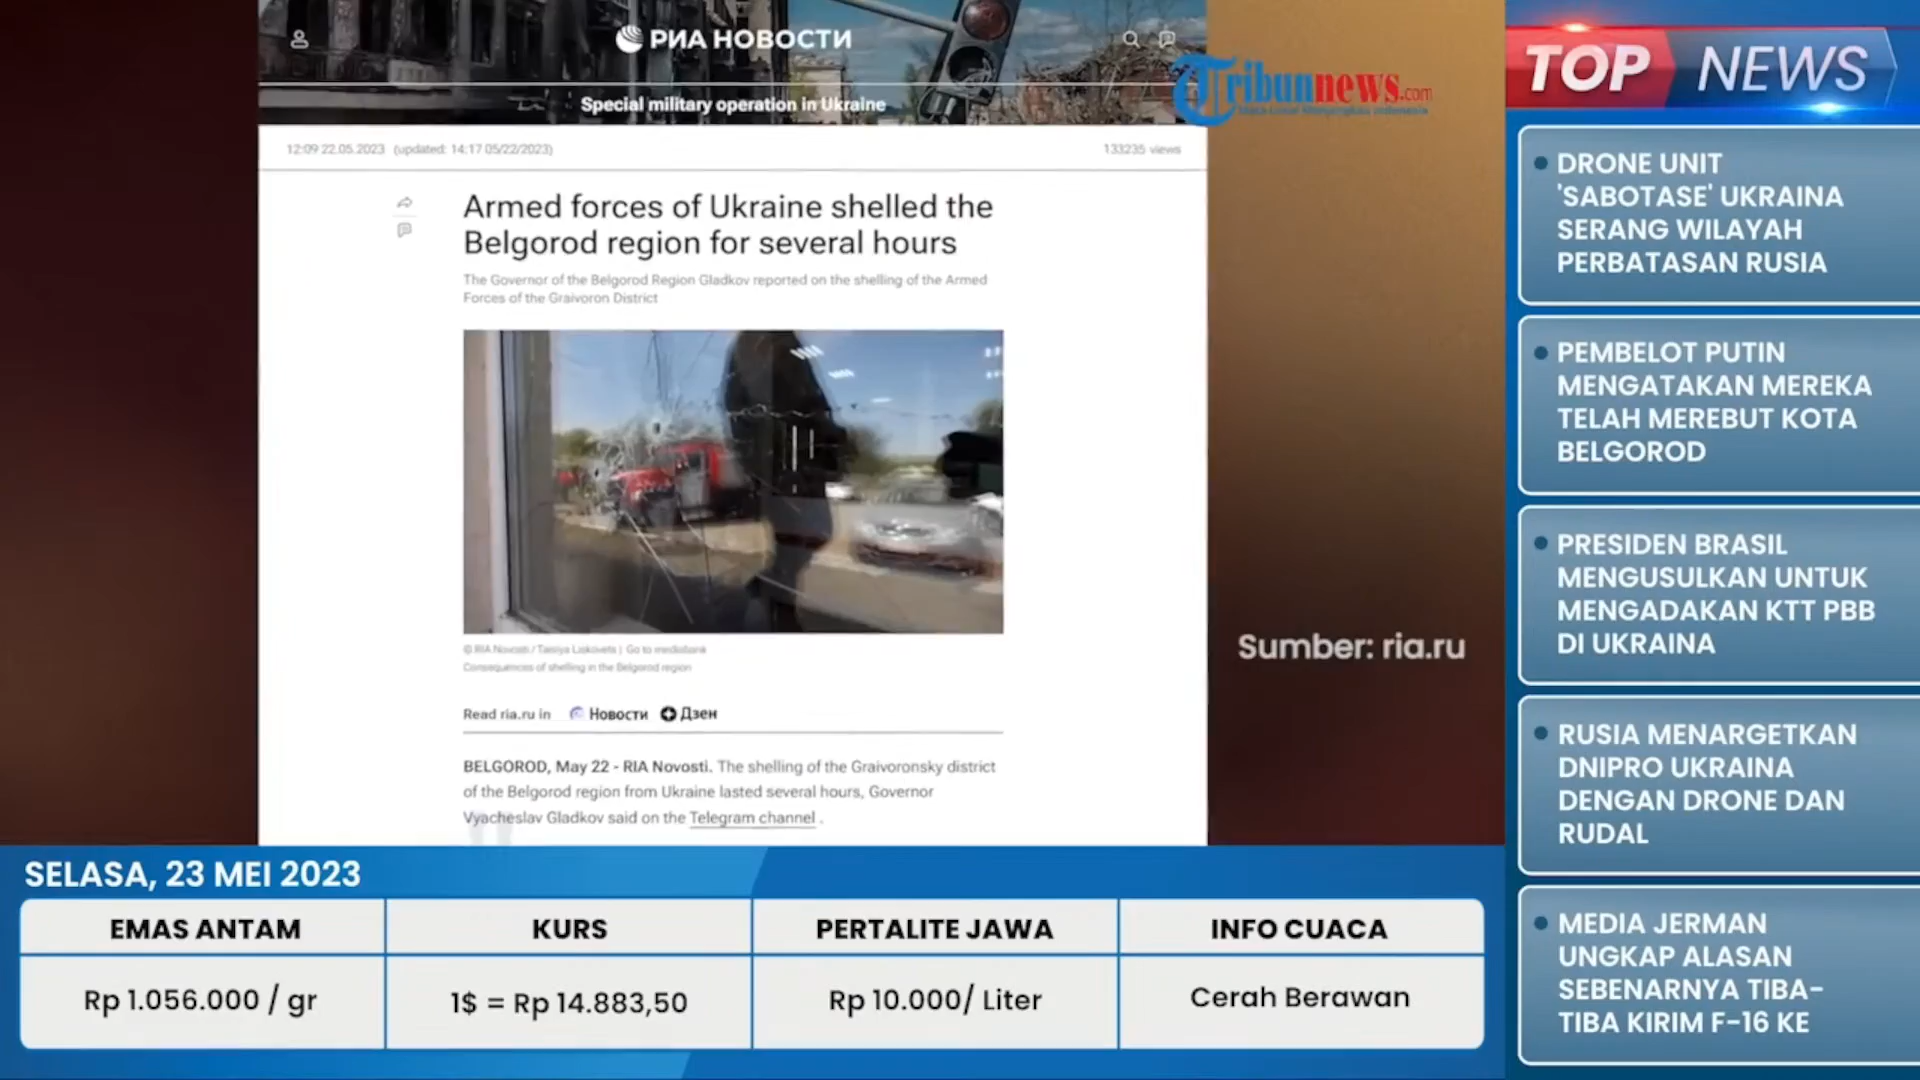 РИА НОВОСТИ
Special military operation in Ukraine
Tribunnews.com
12:09 22.05.2023 (updated: 14:17 05/22/2023)
133235 views
Armed forces of Ukraine shelled the
Belgorod region for several hours
The Governor of the Belgorod Region Gladkov reported on the shelling of the Armed
Forces of the Graivoron District
© RIA Novosti / Taisiya Liskovets | Go to mediabank
Consequences of shelling in the Belgorod region
Read ria.ru in Новости Дзен
BELGOROD, May 22 - RIA Novosti. The shelling of the Graivoronsky district
of the Belgorod region from Ukraine lasted several hours, Governor
Vyacheslav Gladkov said on the Telegram channel .
Sumber: ria.ru
TOP NEWS
DRONE UNIT
'SABOTASE' UKRAINA
SERANG WILAYAH
PERBATASAN RUSIA
PEMBELOT PUTIN
MENGATAKAN MEREKA
TELAH MEREBUT KOTA
BELGOROD
PRESIDEN BRASIL
MENGUSULKAN UNTUK
MENGADAKAN KTT PBB
DI UKRAINA
RUSIA MENARGETKAN
DNIPRO UKRAINA
DENGAN DRONE DAN
RUDAL
MEDIA JERMAN
UNGKAP ALASAN
SEBENARNYA TIBA-
TIBA KIRIM F-16 KE
SELASA, 23 MEI 2023
EMAS ANTAM
KURS
PERTALITE JAWA
INFO CUACA
Rp 1.056.000 / gr
1$ = Rp 14.883,50
Rp 10.000/ Liter
Cerah Berawan